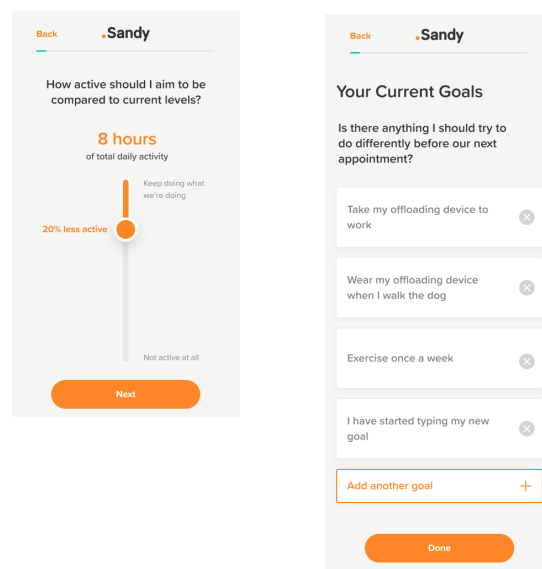 Back
.Sandy
How active should I aim to be
compared to current levels?
8 hours
of total daily activity
Keep doing what
we're doing
20% less active
Not active at all
Next
Back
.Sandy
Your Current Goals
Is there anything I should try to
do differently before our next
appointment?
Take my offloading device to
work
Wear my offloading device
when I walk the dog
Exercise once a week
I have started typing my new
goal
Add another goal
Done